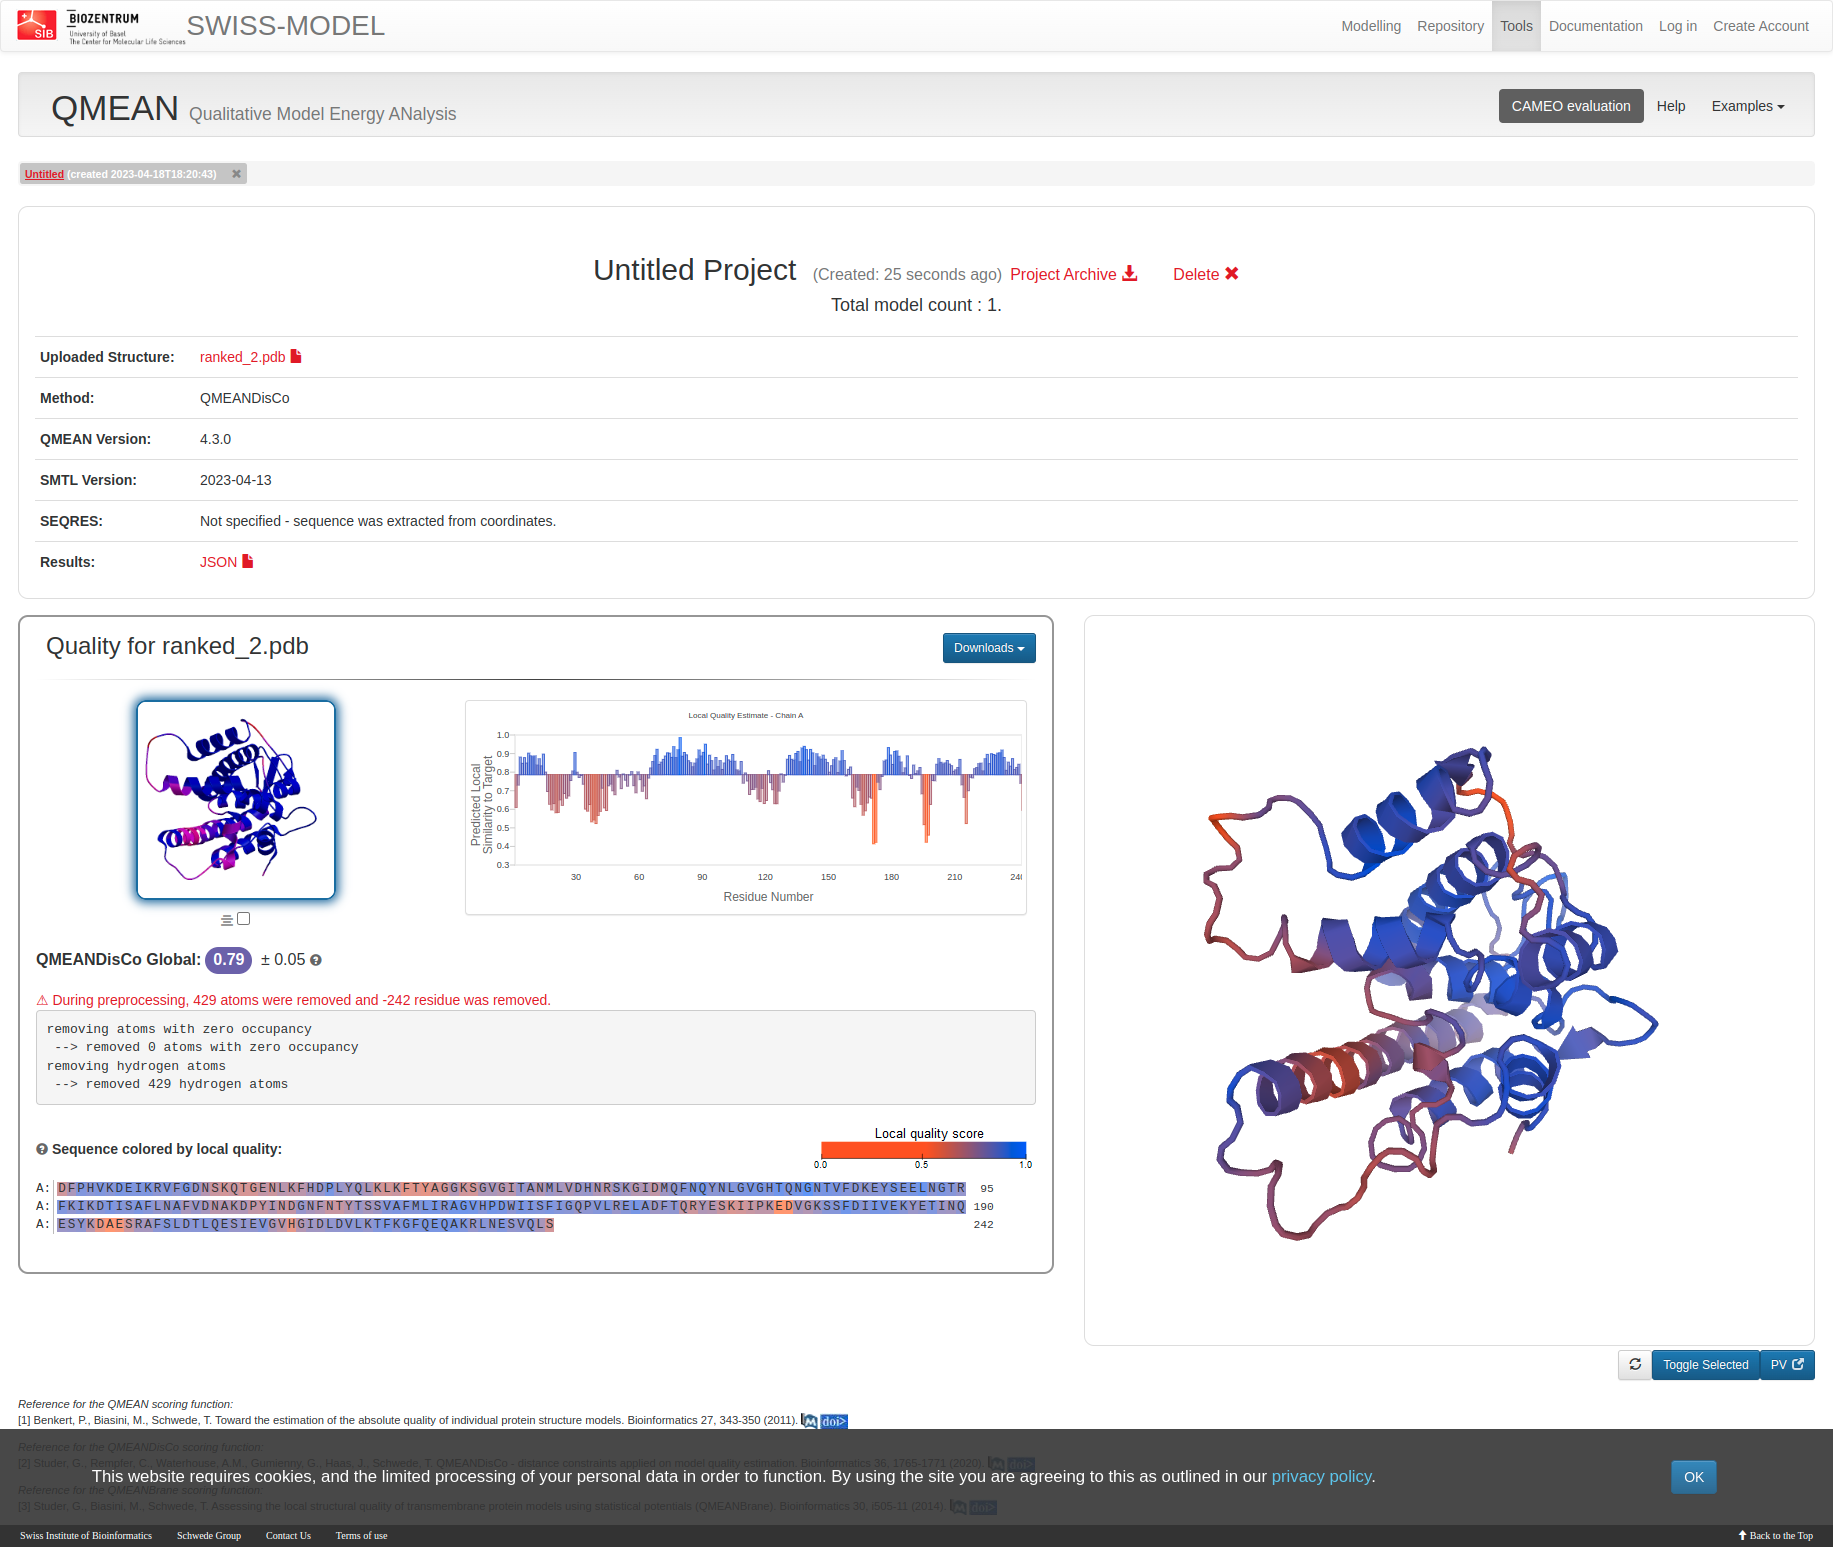 SIB
BIOZENTRUM
University of Basel
The Center for Molecular Life Sciences
SWISS-MODEL
Modelling Repository Tools Documentation Log in Create Account
QMEAN Qualitative Model Energy ANalysis
CAMEO evaluation Help Examples
Untitled (created 2023-04-18T18:20:43) ✖
Untitled Project (Created: 25 seconds ago) Project Archive Delete ✖
Total model count : 1.
Uploaded Structure: ranked_2.pdb
Method: QMEANDisCo
QMEAN Version: 4.3.0
SMTL Version: 2023-04-13
SEQRES: Not specified - sequence was extracted from coordinates.
Results: JSON
Quality for ranked_2.pdb
Downloads
Local Quality Estimate - Chain A
Predicted Local
Similarity to Target
1.0
0.9
0.8
0.7
0.6
0.5
0.4
0.3
30 60 90 120 150 180 210 240
Residue Number
QMEANDisCo Global: 0.79 ± 0.05
⚠ During preprocessing, 429 atoms were removed and -242 residue was removed.
removing atoms with zero occupancy
--> removed 0 atoms with zero occupancy
removing hydrogen atoms
--> removed 429 hydrogen atoms
Sequence colored by local quality:
Local quality score
0.0 0.5 1.0
A: DFPHVKDEIKRVFGDNSKQTGENLKFHDPLYQLKLKFTYAGGKSGVGITANMLVDHNRSKGIDMQFNQYNLGVGHTQNGNTVFDKEYSEELNGTR 95
A: FKIKDTISAFLNAFVDNAKDPYINDGNFNTYTSSVAFMLIRAGVHPDWIISFIGQPVLRELADFTQRYESKIIPKEDVGKSSFDIIVEKYETINQ 190
A: ESYKDAESRAFSLDTLQESIEVGVHGIDLDVLKTFKGFQEQAKRLNESVQLS 242
Toggle Selected PV
Reference for the QMEAN scoring function:
[1] Benkert, P., Biasini, M., Schwede, T. Toward the estimation of the absolute quality of individual protein structure models. Bioinformatics 27, 343-350 (2011). M doi>
Reference for the QMEANDisCo scoring function:
[2] Studer, G., Rempfer, C., Waterhouse, A.M., Gumienny, G., Haas, J., Schwede, T. QMEANDisCo - distance constraints applied on model quality estimation. Bioinformatics 36, 1765-1771 (2020). M doi>
This website requires cookies, and the limited processing of your personal data in order to function. By using the site you are agreeing to this as outlined in our privacy policy.
OK
Reference for the QMEANBrane scoring function:
[3] Studer, G., Biasini, M., Schwede, T. Assessing the local structural quality of transmembrane protein models using statistical potentials (QMEANBrane). Bioinformatics 30, i505-11 (2014). M doi>
Swiss Institute of Bioinformatics Schwede Group Contact Us Terms of use
Back to the Top